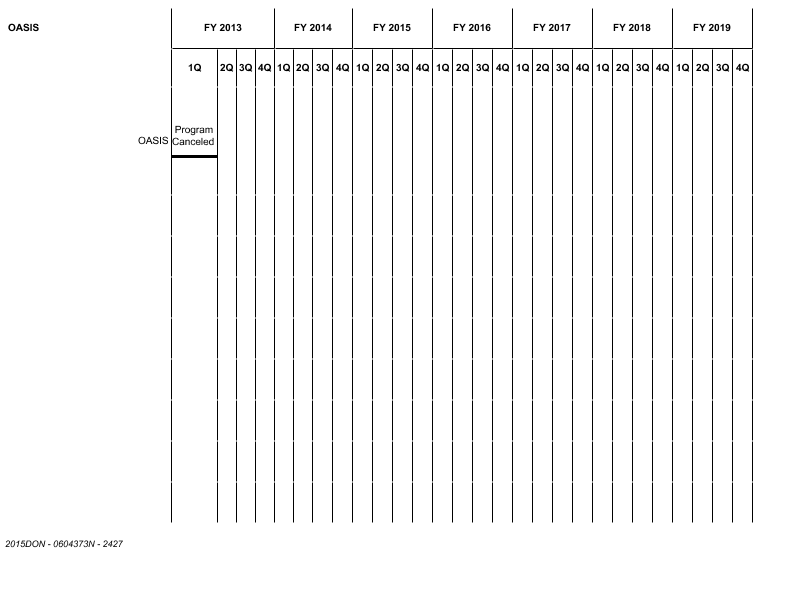 OASIS FY 2013 FY 2014 FY 2015 FY 2016 FY 2017 FY 2018 FY 2019
1Q 2Q 3Q 4Q 1Q 2Q 3Q 4Q 1Q 2Q 3Q 4Q 1Q 2Q 3Q 4Q 1Q 2Q 3Q 4Q 1Q 2Q 3Q 4Q 1Q 2Q 3Q 4Q
Program
OASIS Canceled
2015DON - 0604373N - 2427